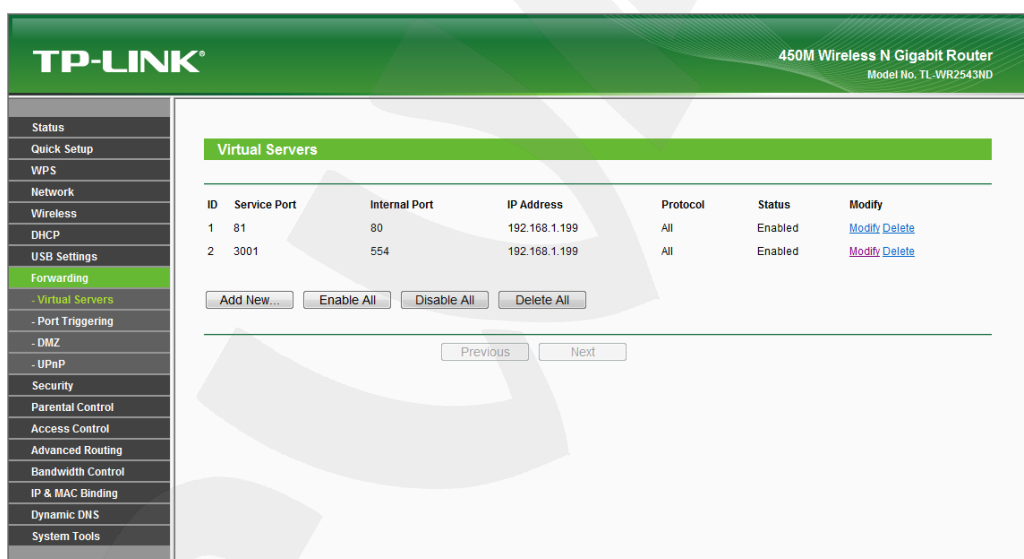 TP-LINK®
450M Wireless N Gigabit Router
Model No. TL-WR2543ND
Status
Quick Setup
WPS
Network
Wireless
DHCP
USB Settings
Forwarding
- Virtual Servers
- Port Triggering
- DMZ
- UPnP
Security
Parental Control
Access Control
Advanced Routing
Bandwidth Control
IP & MAC Binding
Dynamic DNS
System Tools
Virtual Servers
ID Service Port Internal Port IP Address Protocol Status Modify
1 81 80 192.168.1.199 All Enabled Modify Delete
2 3001 554 192.168.1.199 All Enabled Modify Delete
Add New... Enable All Disable All Delete All
Previous Next